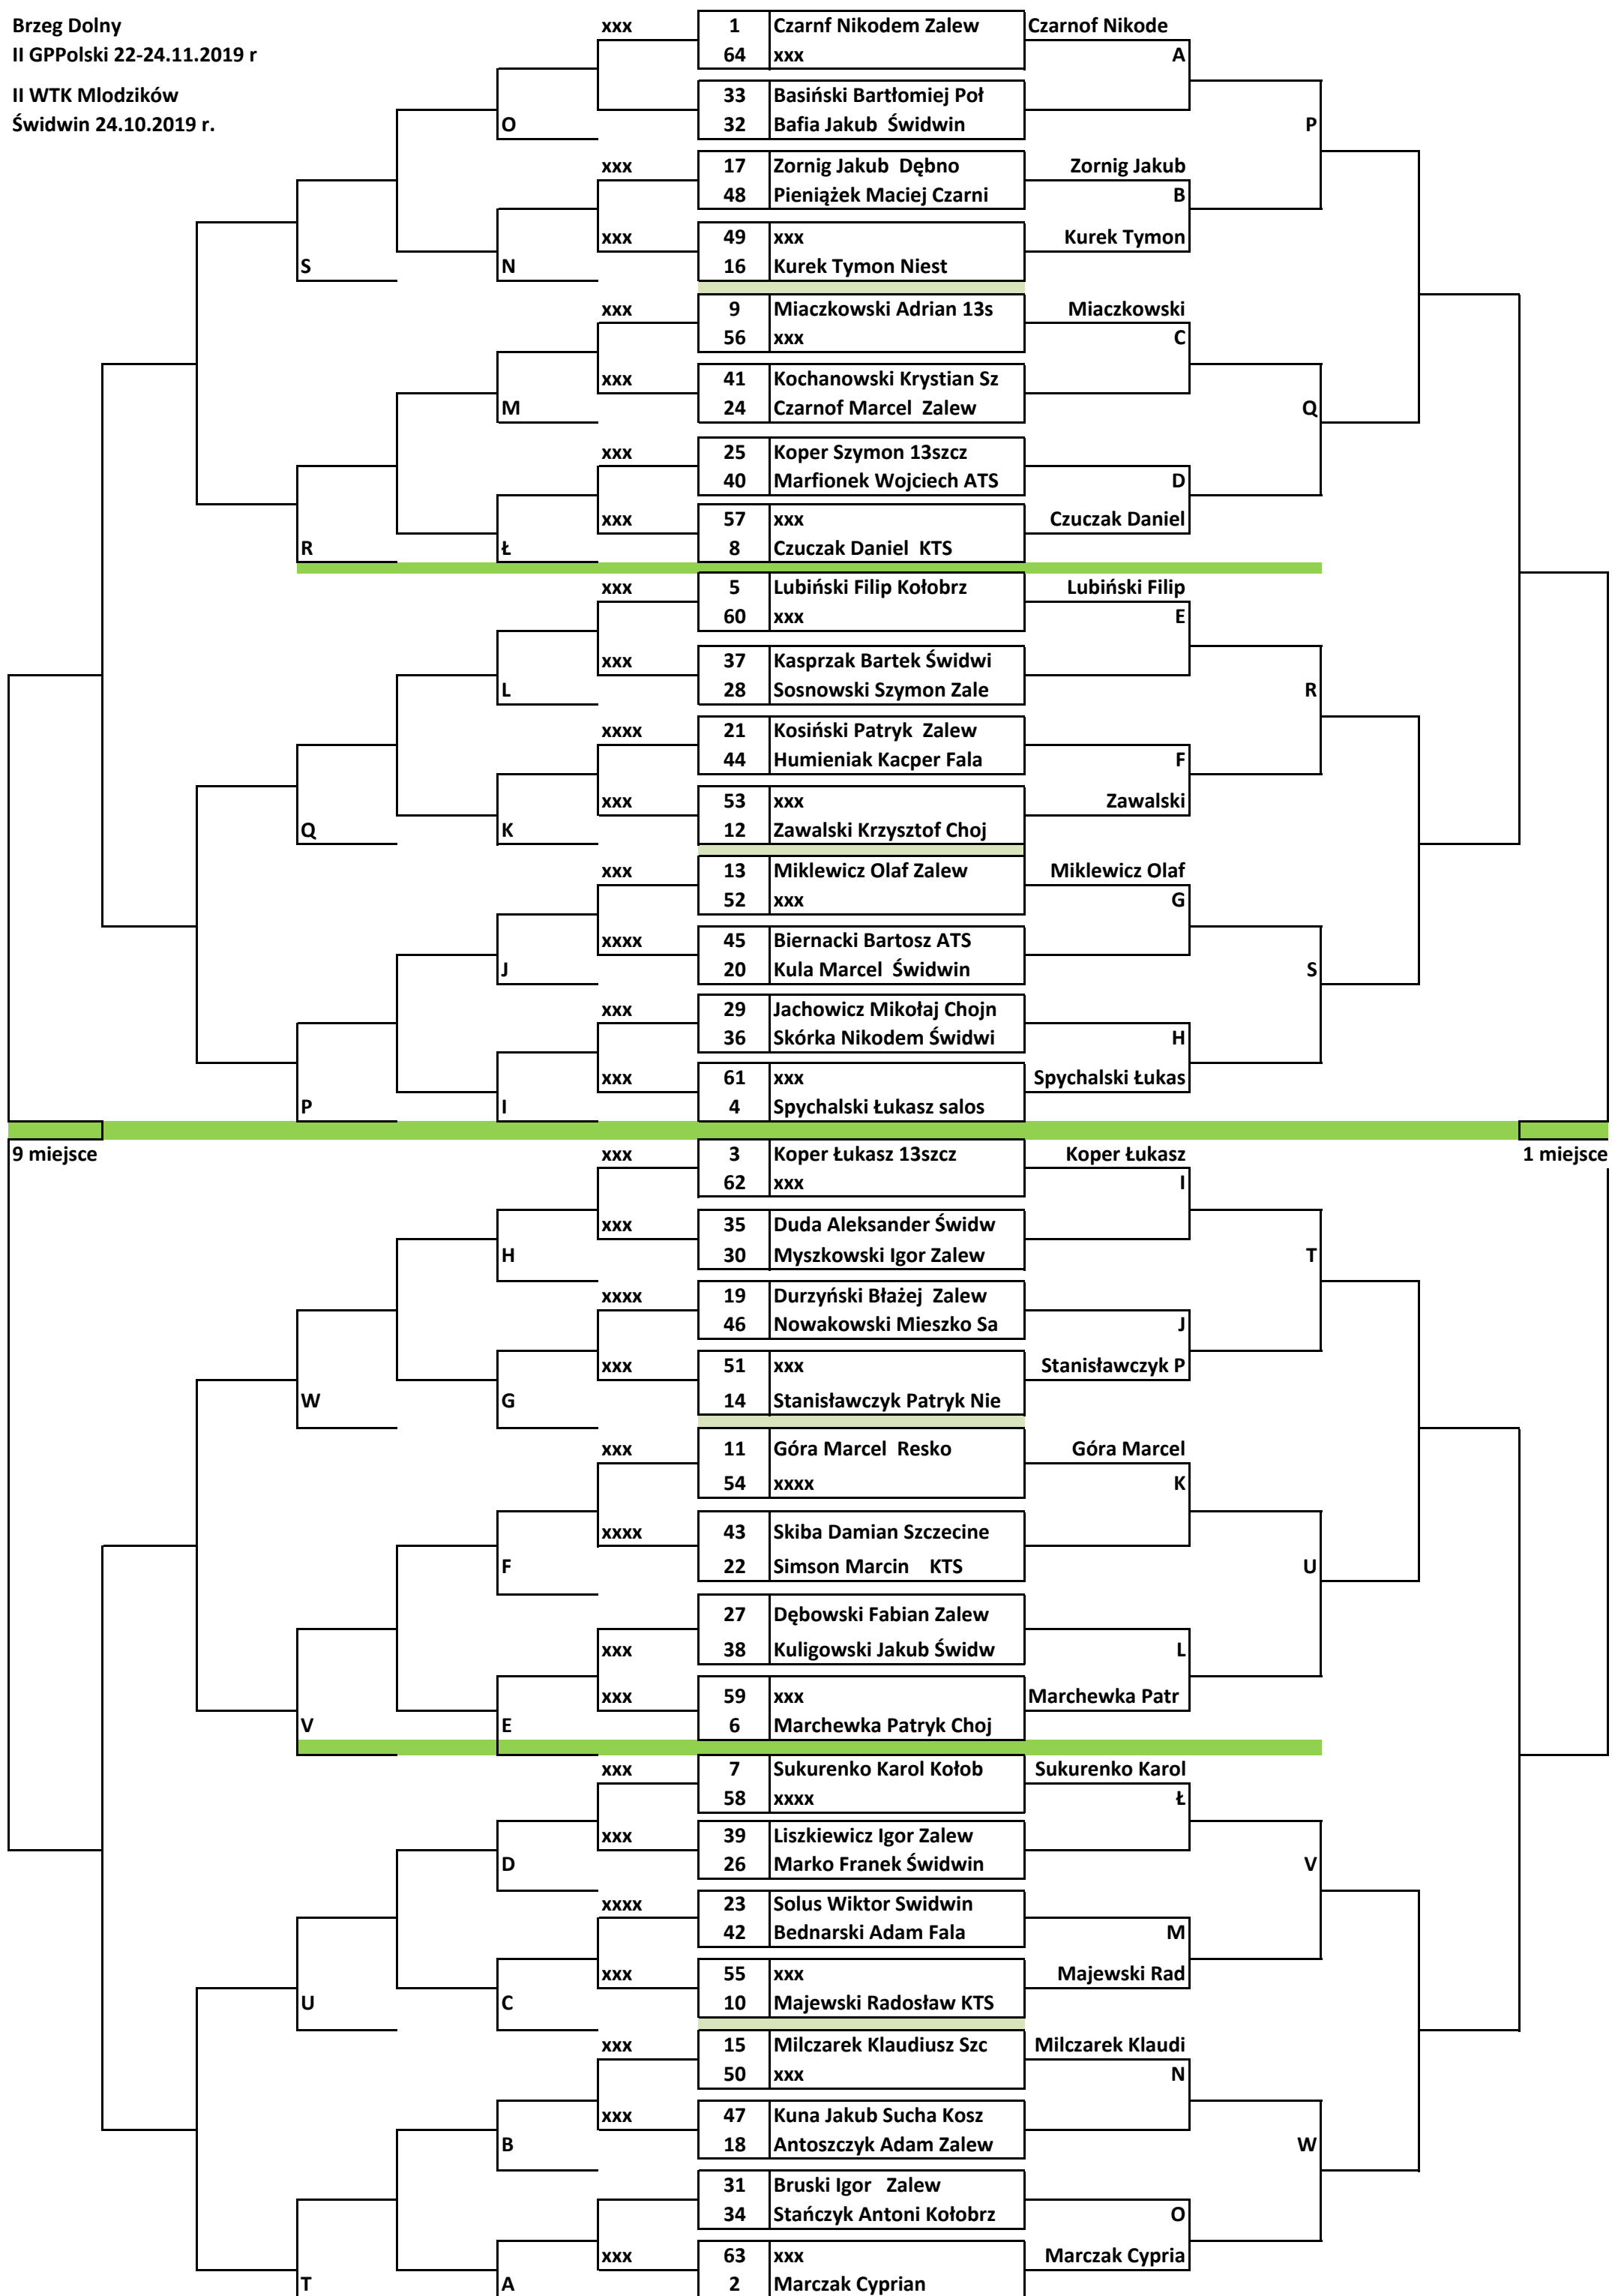 Brzeg Dolny
II GPPolski 22-24.11.2019 r
II WTK Mlodzików
Świdwin 24.10.2019 r.
xxx 1 Czarnf Nikodem Zalew Czarnof Nikode
64 xxx A
33 Basiński Bartłomiej Poł
O 32 Bafia Jakub Świdwin P
xxx 17 Zornig Jakub Dębno Zornig Jakub
48 Pieniążek Maciej Czarni B
xxx 49 xxx Kurek Tymon
S N 16 Kurek Tymon Niest
xxx 9 Miaczkowski Adrian 13s Miaczkowski
56 xxx C
xxx 41 Kochanowski Krystian Sz
M 24 Czarnof Marcel Zalew Q
xxx 25 Koper Szymon 13szcz
40 Marfionek Wojciech ATS D
xxx 57 xxx Czuczak Daniel
R Ł 8 Czuczak Daniel KTS
xxx 5 Lubiński Filip Kołobrz Lubiński Filip
60 xxx E
xxx 37 Kasprzak Bartek Świdwi
L 28 Sosnowski Szymon Zale R
xxxx 21 Kosiński Patryk Zalew
44 Humieniak Kacper Fala F
xxx 53 xxx Zawalski
Q K 12 Zawalski Krzysztof Choj
xxx 13 Miklewicz Olaf Zalew Miklewicz Olaf
52 xxx G
xxxx 45 Biernacki Bartosz ATS
J 20 Kula Marcel Świdwin S
xxx 29 Jachowicz Mikołaj Chojn
36 Skórka Nikodem Świdwi H
xxx 61 xxx Spychalski Łukas
P I 4 Spychalski Łukasz salos
9 miejsce xxx 3 Koper Łukasz 13szcz Koper Łukasz 1 miejsce
62 xxx I
xxx 35 Duda Aleksander Świdw
H 30 Myszkowski Igor Zalew T
xxxx 19 Durzyński Błażej Zalew
46 Nowakowski Mieszko Sa J
xxx 51 xxx Stanisławczyk P
W G 14 Stanisławczyk Patryk Nie
xxx 11 Góra Marcel Resko Góra Marcel
54 xxxx K
xxxx 43 Skiba Damian Szczecine
F 22 Simson Marcin KTS U
27 Dębowski Fabian Zalew
xxx 38 Kuligowski Jakub Świdw L
xxx 59 xxx Marchewka Patr
V E 6 Marchewka Patryk Choj
xxx 7 Sukurenko Karol Kołob Sukurenko Karol
58 xxxx Ł
xxx 39 Liszkiewicz Igor Zalew
D 26 Marko Franek Świdwin V
xxxx 23 Solus Wiktor Swidwin
42 Bednarski Adam Fala M
xxx 55 xxx Majewski Rad
U C 10 Majewski Radosław KTS
xxx 15 Milczarek Klaudiusz Szc Milczarek Klaudi
50 xxx N
xxx 47 Kuna Jakub Sucha Kosz
B 18 Antoszczyk Adam Zalew W
31 Bruski Igor Zalew
34 Stańczyk Antoni Kołobrz O
xxx 63 xxx Marczak Cypria
T A 2 Marczak Cyprian